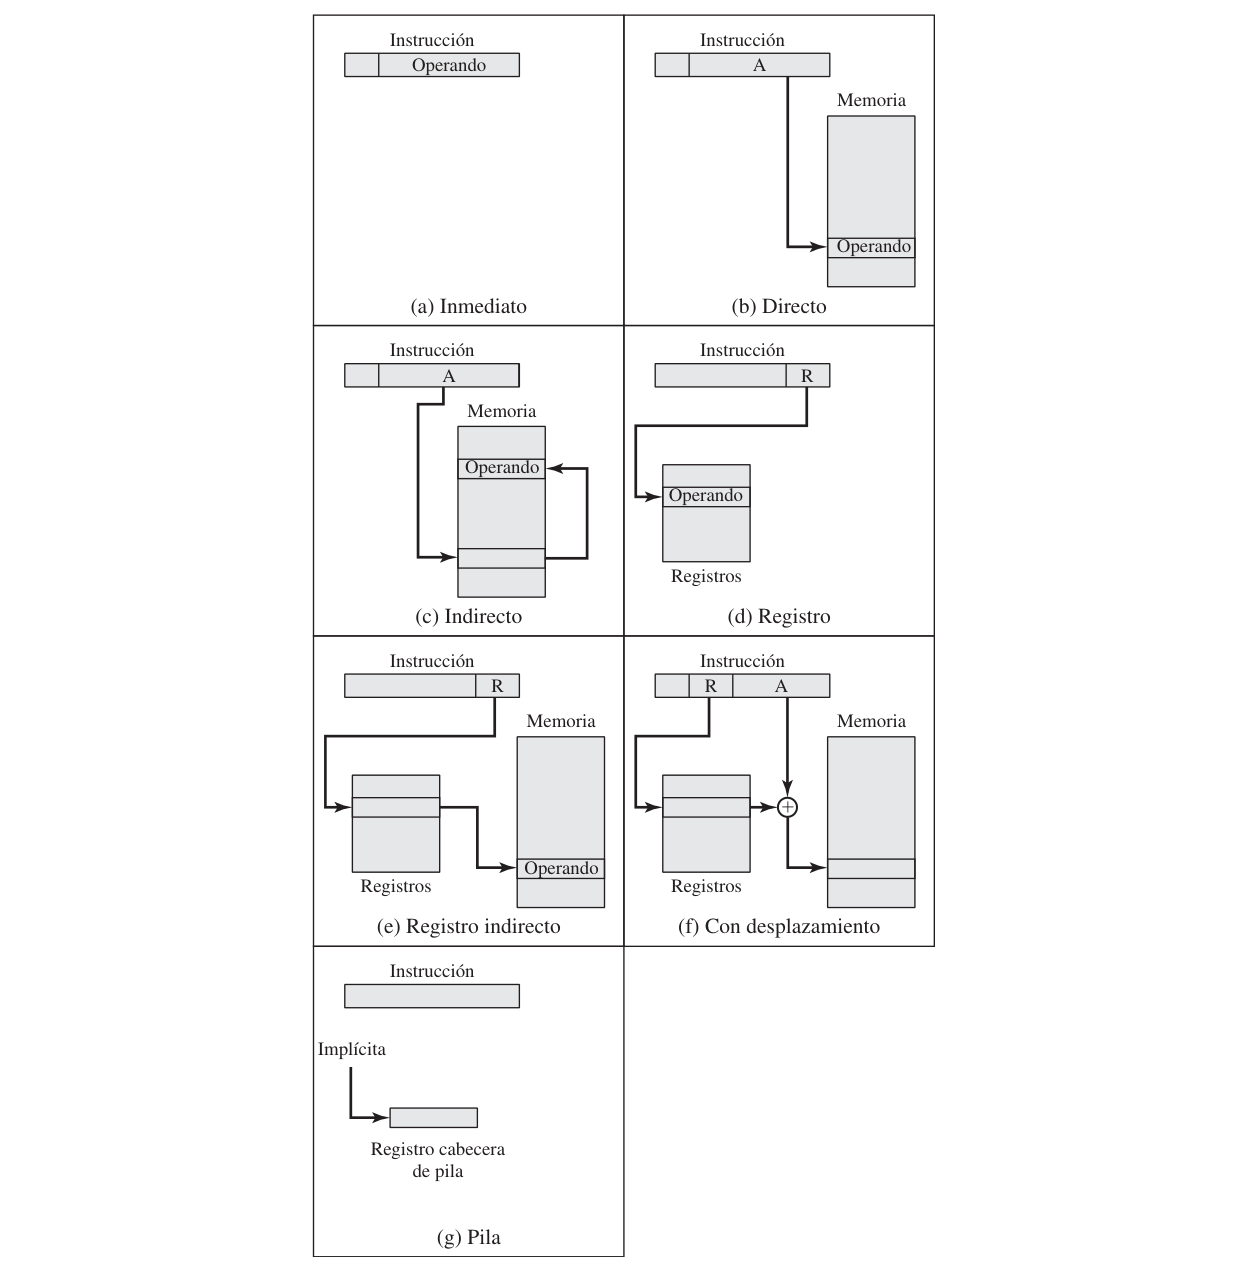 Instrucción
Operando
(a) Inmediato
Instrucción
A
Memoria
Operando
(b) Directo
Instrucción
A
Memoria
Operando
(c) Indirecto
Instrucción
R
Operando
Registros
(d) Registro
Instrucción
R
Memoria
Registros
Operando
(e) Registro indirecto
Instrucción
R A
Memoria
+
Registros
(f) Con desplazamiento
Instrucción
Implícita
Registro cabecera
de pila
(g) Pila